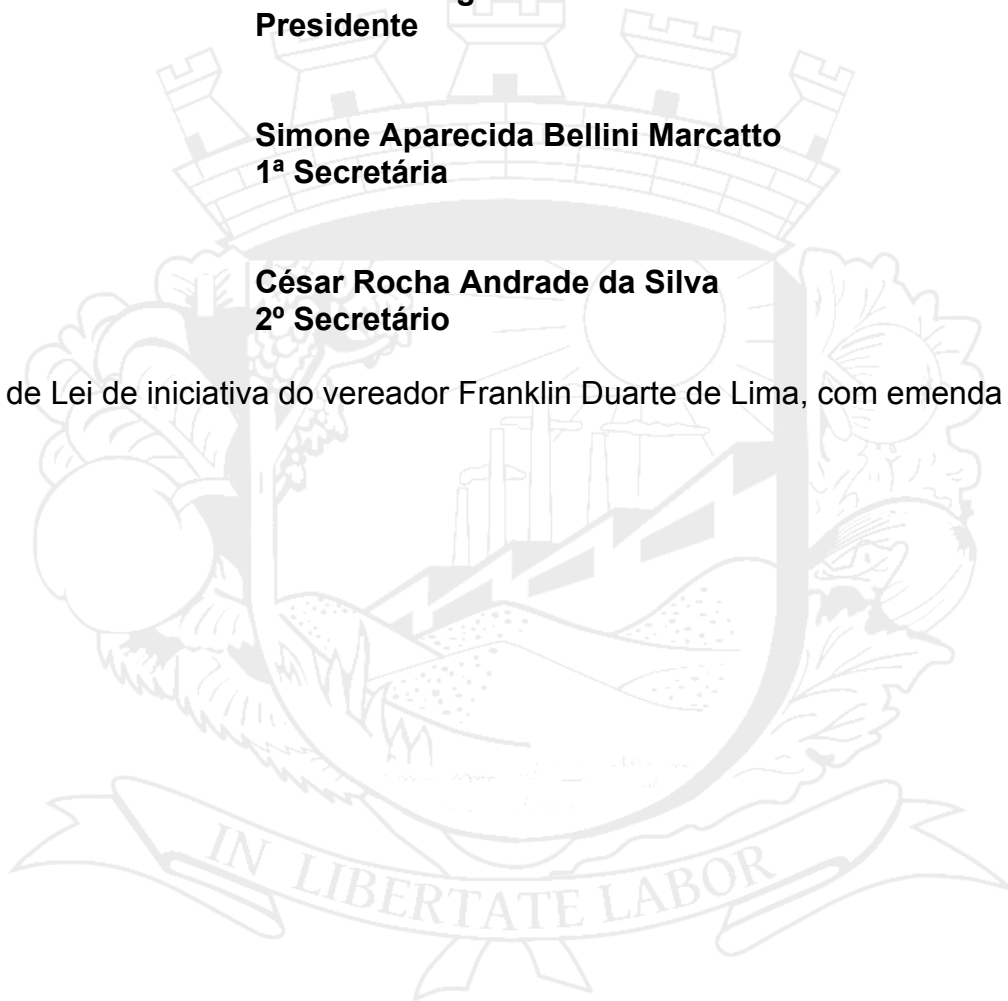 Presidente
Simone Aparecida Bellini Marcatto
1ª Secretária
César Rocha Andrade da Silva
2º Secretário
de Lei de iniciativa do vereador Franklin Duarte de Lima, com emenda
IN LIBERTATE LABOR